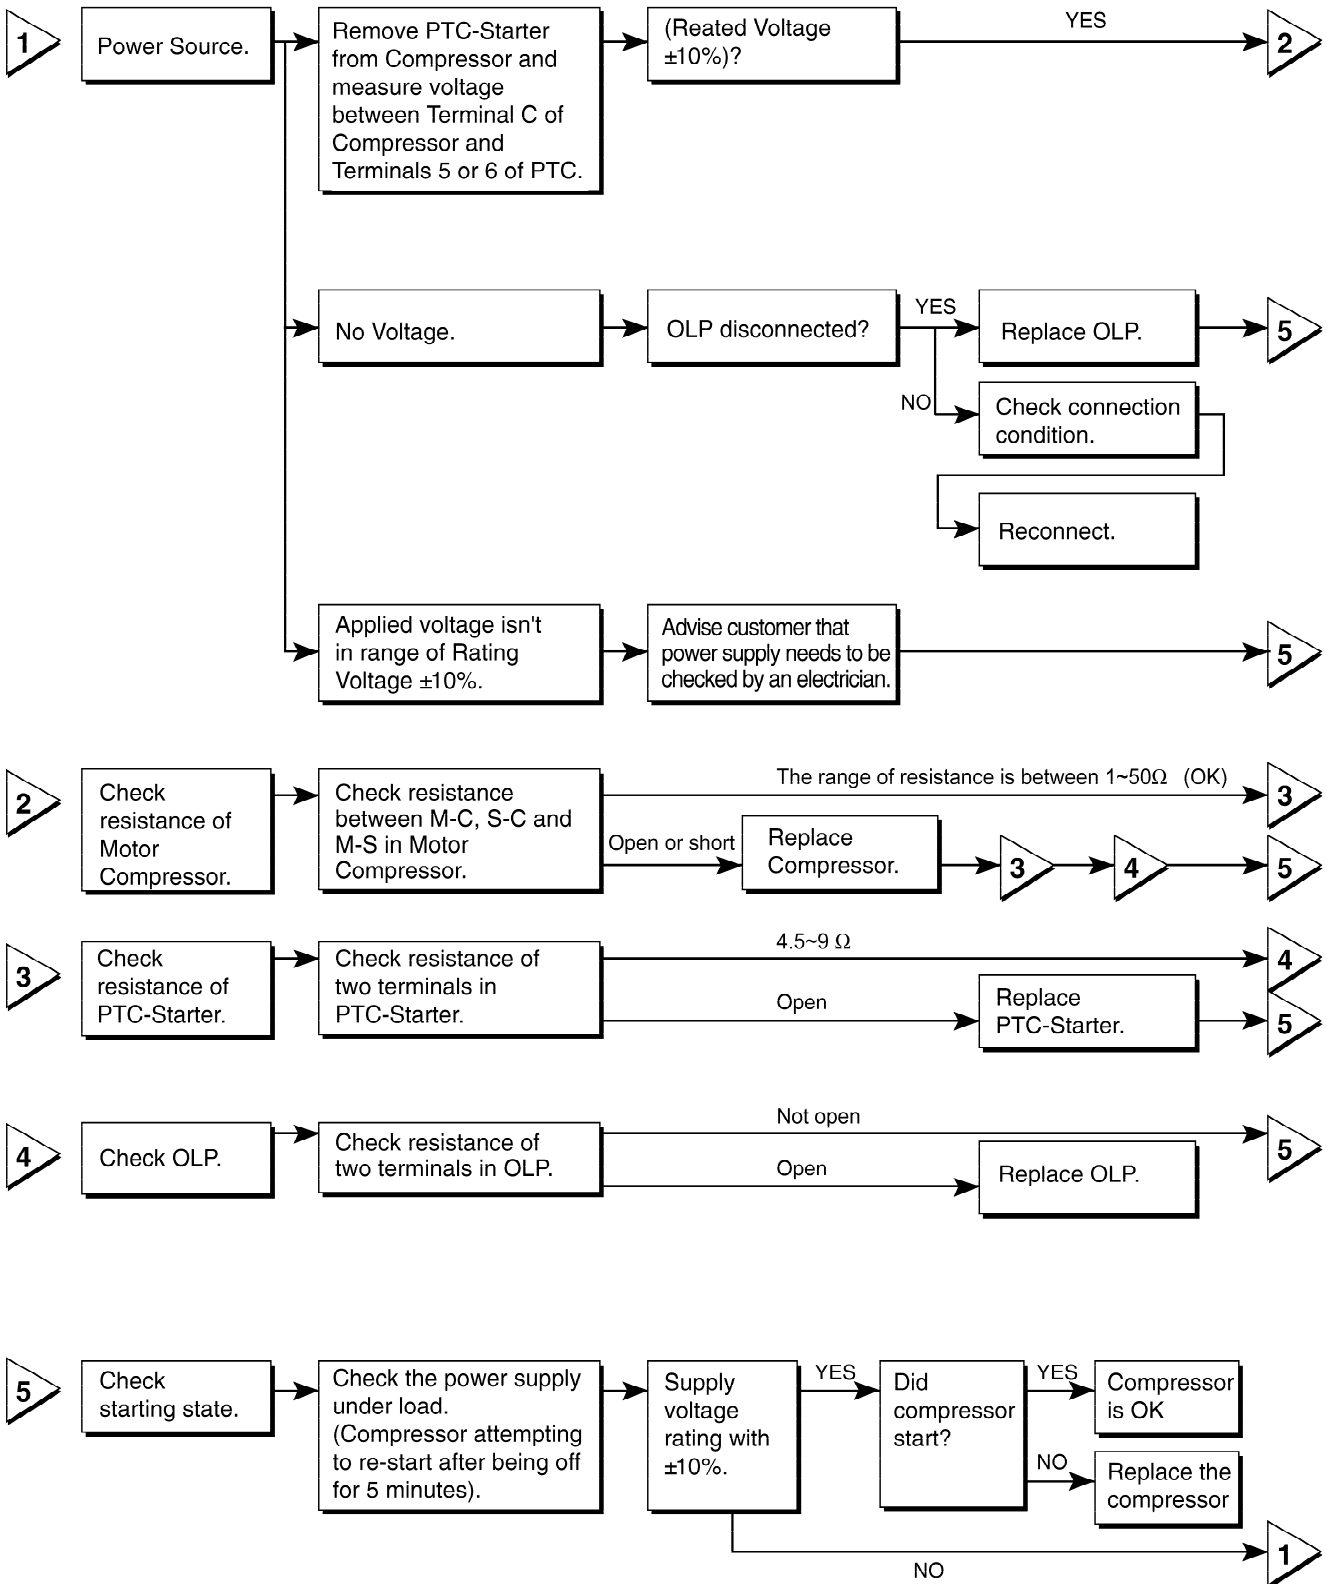 1
Power Source.
Remove PTC-Starter
from Compressor and
measure voltage
between Terminal C of
Compressor and
Terminals 5 or 6 of PTC.
(Reated Voltage
±10%)?
YES
2
No Voltage.
OLP disconnected?
YES
Replace OLP.
5
NO
Check connection
condition.
Reconnect.
Applied voltage isn't
in range of Rating
Voltage ±10%.
Advise customer that
power supply needs to be
checked by an electrician.
5
2
Check
resistance of
Motor
Compressor.
Check resistance
between M-C, S-C and
M-S in Motor
Compressor.
The range of resistance is between 1~50Ω (OK)
3
Open or short
Replace
Compressor.
3
4
5
3
Check
resistance of
PTC-Starter.
Check resistance of
two terminals in
PTC-Starter.
4.5~9 Ω
4
Open
Replace
PTC-Starter.
5
4
Check OLP.
Check resistance of
two terminals in OLP.
Not open
5
Open
Replace OLP.
5
Check
starting state.
Check the power supply
under load.
(Compressor attempting
to re-start after being off
for 5 minutes).
Supply
voltage
rating with
±10%.
YES
Did
compressor
start?
YES
Compressor
is OK
NO
Replace the
compressor
NO
1